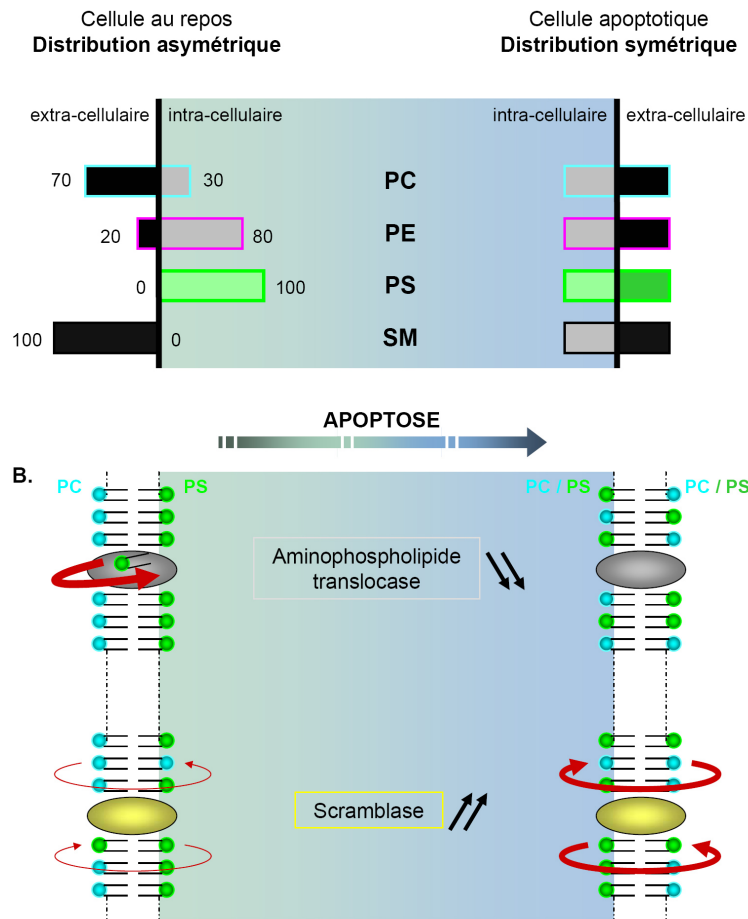 Cellule au repos
Distribution asymétrique
Cellule apoptotique
Distribution symétrique
extra-cellulaire
intra-cellulaire
intra-cellulaire
extra-cellulaire
70
30
PC
20
80
PE
0
100
PS
100
0
SM
APOPTOSE
B.
PC
PS
PC / PS
PC / PS
Aminophospholipide
translocase
Scramblase